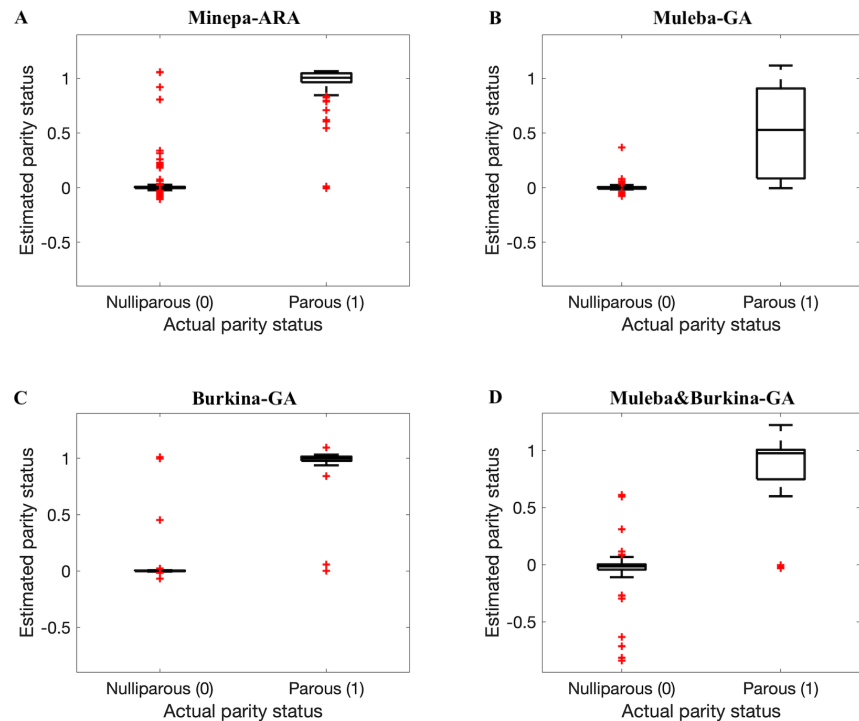 A
Minepa-ARA
1
0.5
0
-0.5
Estimated parity status
Nulliparous (0)
Parous (1)
Actual parity status
B
Muleba-GA
1
0.5
0
-0.5
Estimated parity status
Nulliparous (0)
Parous (1)
Actual parity status
C
Burkina-GA
1
0.5
0
-0.5
Estimated parity status
Nulliparous (0)
Parous (1)
Actual parity status
D
Muleba&Burkina-GA
1
0.5
0
-0.5
Estimated parity status
Nulliparous (0)
Parous (1)
Actual parity status